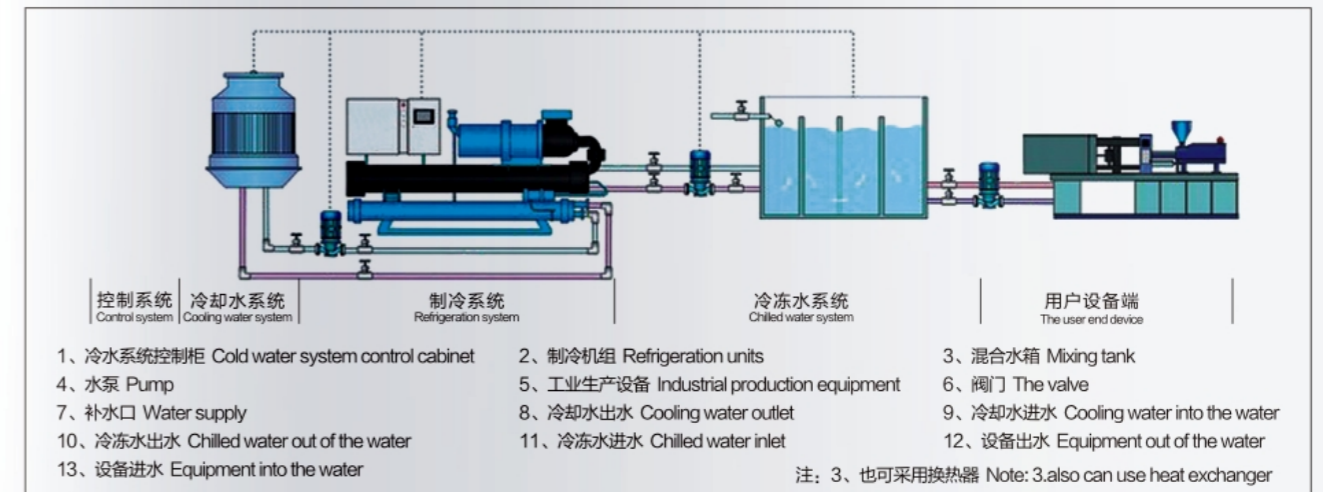 控制系统 冷却水系统 制冷系统 冷冻水系统 用户设备端
Control system Cooling water system Refrigeration system Chilled water system The user end device
1、冷水系统控制柜 Cold water system control cabinet 2、制冷机组 Refrigeration units 3、混合水箱 Mixing tank
4、水泵 Pump 5、工业生产设备 Industrial production equipment 6、阀门 The valve
7、补水口 Water supply 8、冷却水出水 Cooling water outlet 9、冷却水进水 Cooling water into the water
10、冷冻水出水 Chilled water out of the water 11、冷冻水进水 Chilled water inlet 12、设备出水 Equipment out of the water
13、设备进水 Equipment into the water
注：3、也可采用换热器 Note: 3.also can use heat exchanger